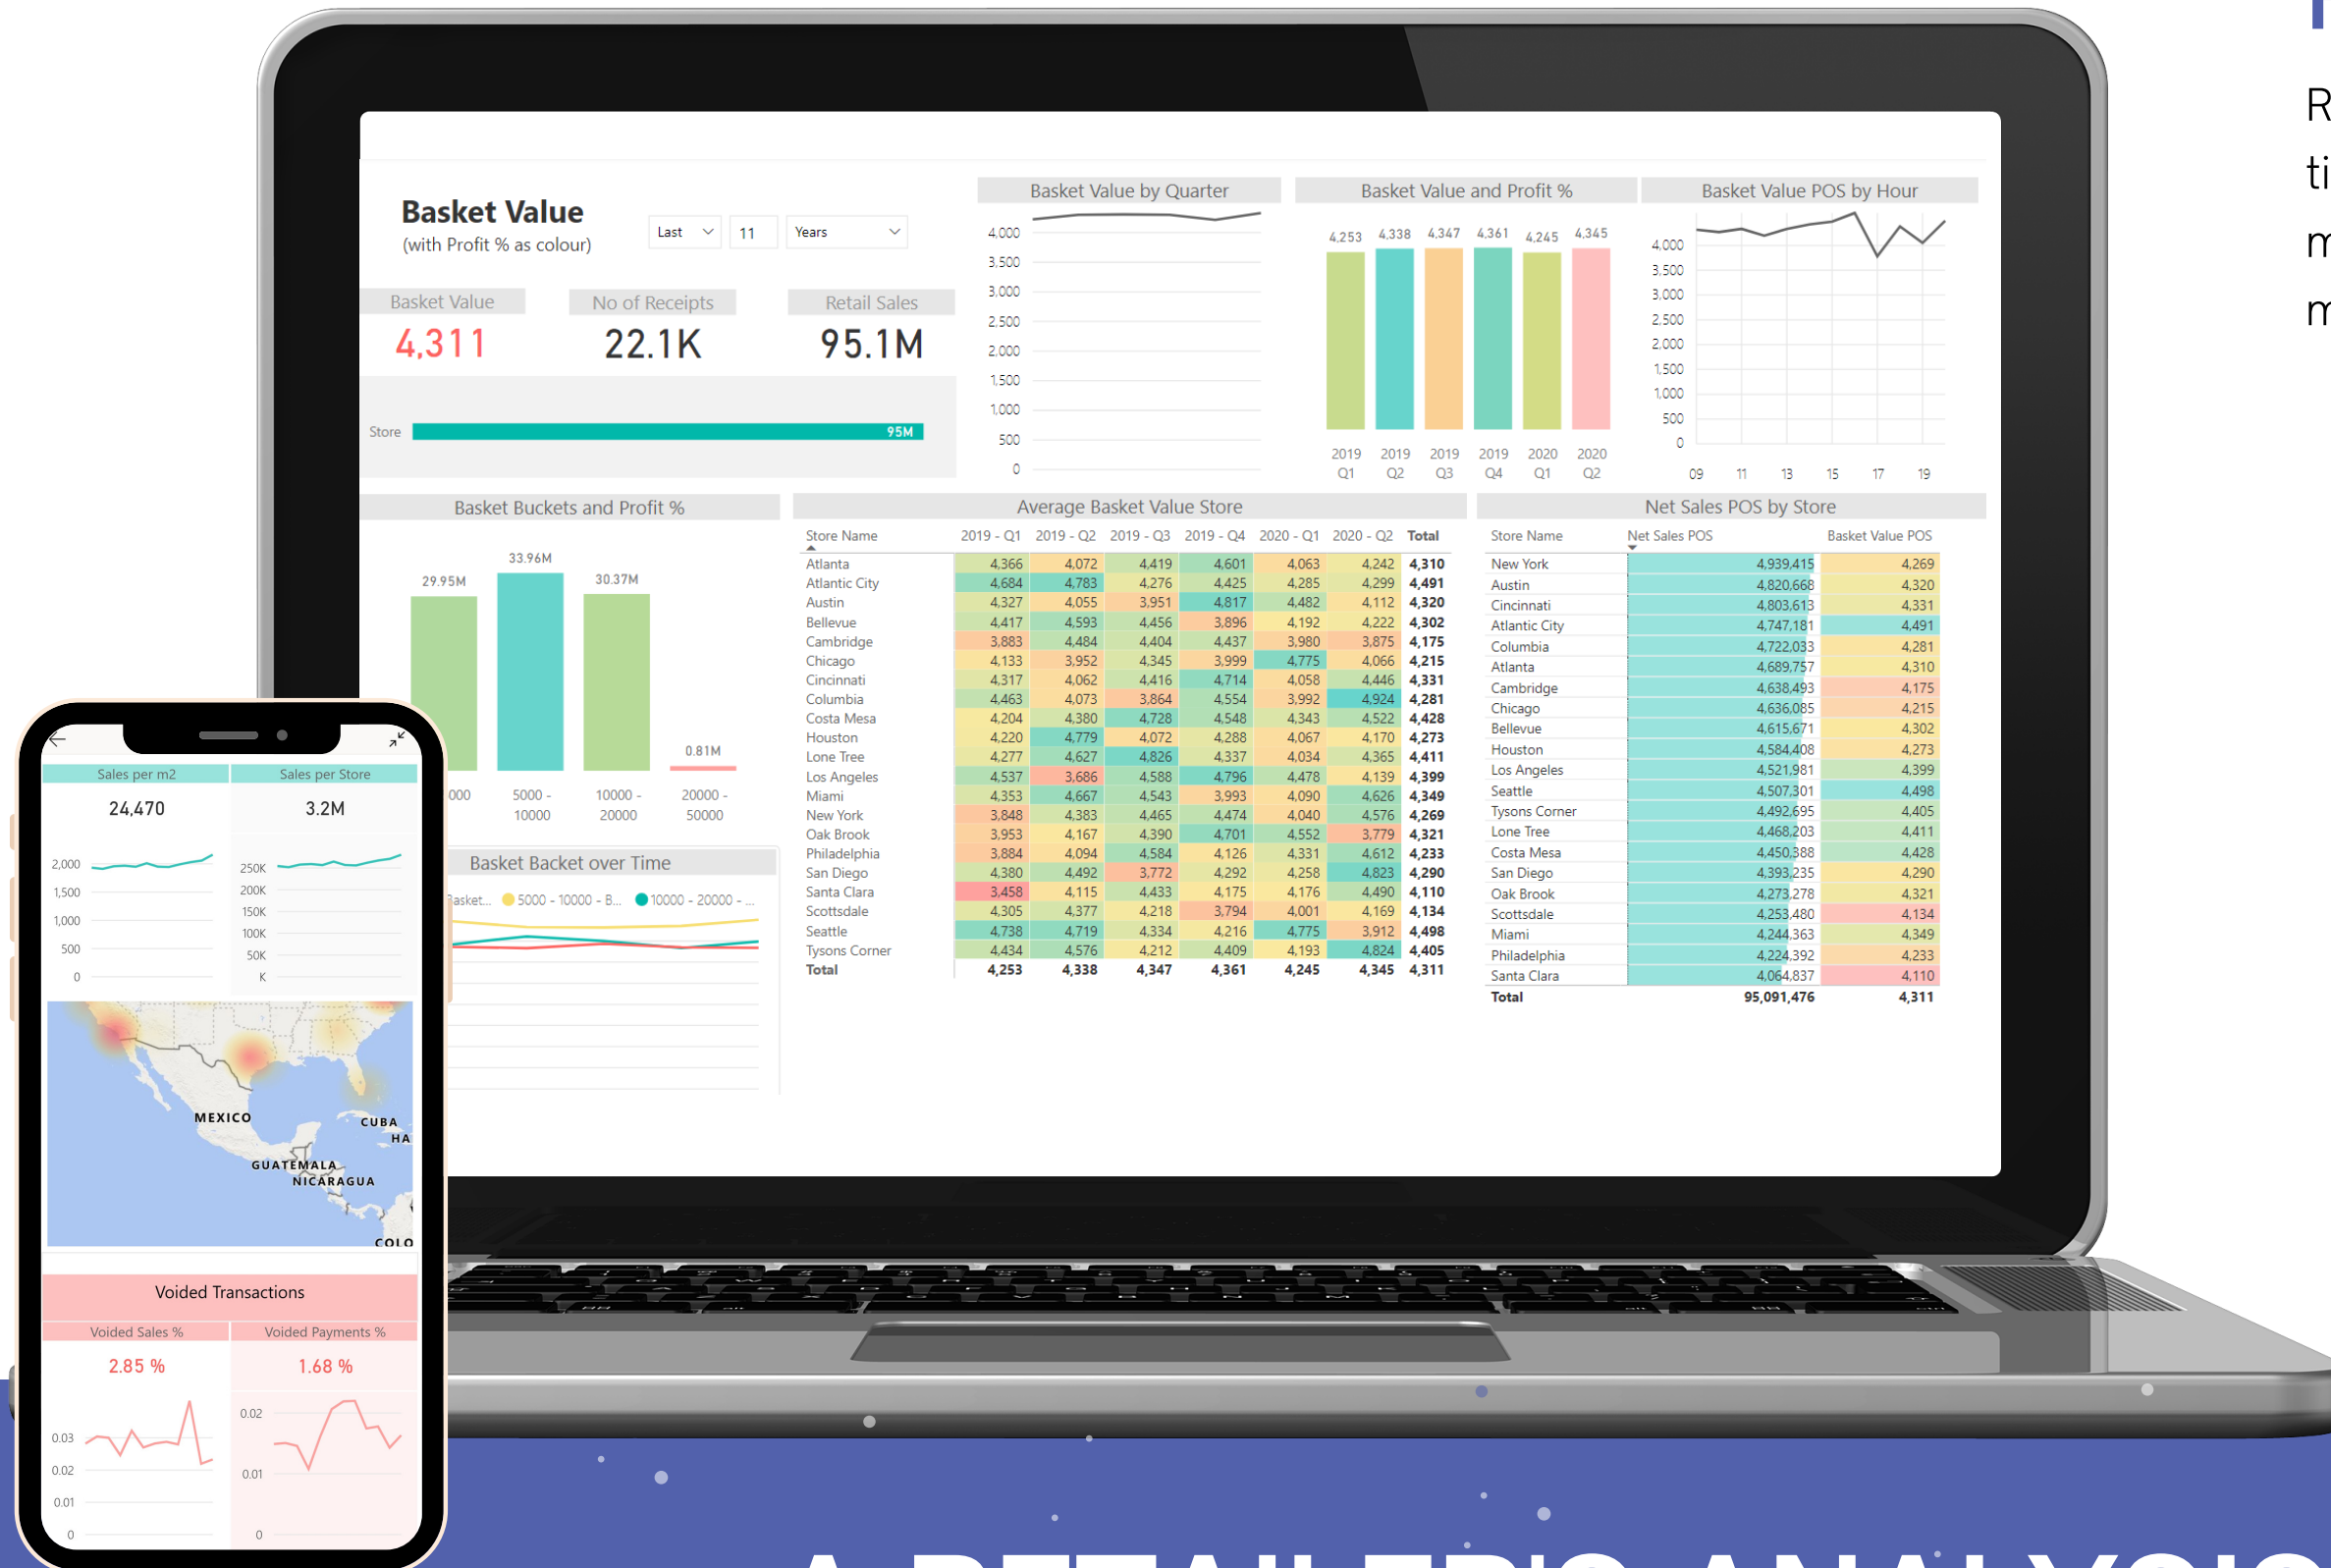 Basket Value
(with Profit % as colour)
Last 11 Years
Basket Value No of Receipts Retail Sales
4,311 22.1K 95.1M
Store 95M
Basket Value by Quarter
4,000
3,500
3,000
2,500
2,000
1,500
1,000
500
0
Basket Value and Profit %
4,253 4,338 4,347 4,361 4,245 4,345
2019 2019 2019 2019 2020 2020
Q1 Q2 Q3 Q4 Q1 Q2
Basket Value POS by Hour
4,000
3,500
3,000
2,500
2,000
1,500
1,000
500
0
09 11 13 15 17 19
Basket Buckets and Profit %
29.95M 33.96M 30.37M 0.81M
000 5000 - 10000 - 20000 -
10000 20000 50000
Basket Backet over Time
Basket... 5000 - 10000 - B... 10000 - 20000 - ...
Average Basket Value Store
Store Name 2019 - Q1 2019 - Q2 2019 - Q3 2019 - Q4 2020 - Q1 2020 - Q2 Total
Atlanta 4,366 4,072 4,419 4,601 4,063 4,242 4,310
Atlantic City 4,684 4,783 4,276 4,425 4,285 4,299 4,491
Austin 4,327 4,055 3,951 4,817 4,482 4,112 4,320
Bellevue 4,417 4,593 4,456 3,896 4,192 4,222 4,302
Cambridge 3,883 4,484 4,404 4,437 3,980 3,875 4,175
Chicago 4,133 3,952 4,345 3,999 4,775 4,066 4,215
Cincinnati 4,317 4,062 4,416 4,714 4,058 4,446 4,331
Columbia 4,463 4,073 3,864 4,554 3,992 4,924 4,281
Costa Mesa 4,204 4,380 4,728 4,548 4,343 4,522 4,428
Houston 4,220 4,779 4,072 4,288 4,067 4,170 4,273
Lone Tree 4,277 4,627 4,826 4,337 4,034 4,365 4,411
Los Angeles 4,537 3,686 4,588 4,796 4,478 4,139 4,399
Miami 4,353 4,667 4,543 3,993 4,090 4,626 4,349
New York 3,848 4,383 4,465 4,474 4,040 4,576 4,269
Oak Brook 3,953 4,167 4,390 4,701 4,552 3,779 4,321
Philadelphia 3,884 4,094 4,584 4,126 4,331 4,612 4,233
San Diego 4,380 4,492 3,772 4,292 4,258 4,823 4,290
Santa Clara 3,458 4,115 4,433 4,175 4,176 4,490 4,110
Scottsdale 4,305 4,377 4,218 3,794 4,001 4,169 4,134
Seattle 4,738 4,719 4,334 4,216 4,775 3,912 4,498
Tysons Corner 4,434 4,576 4,212 4,409 4,193 4,824 4,405
Total 4,253 4,338 4,347 4,361 4,245 4,345 4,311
Net Sales POS by Store
Store Name Net Sales POS Basket Value POS
New York 4,939,415 4,269
Austin 4,820,668 4,320
Cincinnati 4,803,613 4,331
Atlantic City 4,747,181 4,491
Columbia 4,722,033 4,281
Atlanta 4,689,757 4,310
Cambridge 4,638,493 4,175
Chicago 4,636,085 4,215
Bellevue 4,615,671 4,302
Houston 4,584,408 4,273
Los Angeles 4,521,981 4,399
Seattle 4,507,301 4,498
Tysons Corner 4,492,695 4,405
Lone Tree 4,468,203 4,411
Costa Mesa 4,450,388 4,428
San Diego 4,393,235 4,290
Oak Brook 4,273,278 4,321
Scottsdale 4,253,480 4,134
Miami 4,244,363 4,349
Philadelphia 4,224,392 4,233
Santa Clara 4,064,837 4,110
Total 95,091,476 4,311
Sales per m2 Sales per Store
24,470 3.2M
2,000
1,500
1,000
500
0
250K
200K
150K
100K
50K
K
MEXICO
CUBA
HA
GUATEMALA
NICARAGUA
COLO
Voided Transactions
Voided Sales % Voided Payments %
2.85 % 1.68 %
0.03
0.02
0.01
0
0.02
0.01
0
R
ti
m
m
A RETAILER'S ANALYSIS